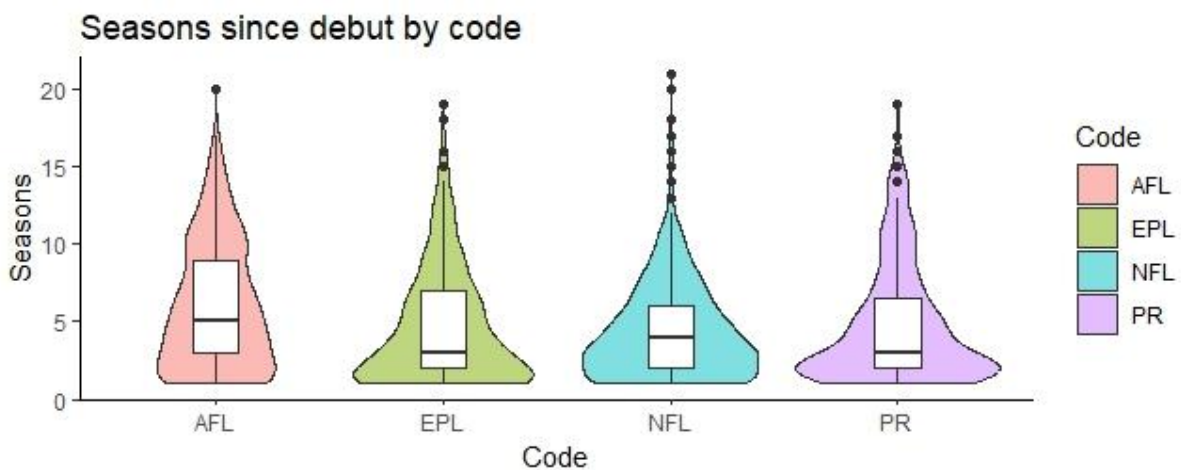 Seasons since debut by code
Seasons
20
15
10
5
0
AFL
EPL
NFL
PR
Code
Code
AFL
EPL
NFL
PR